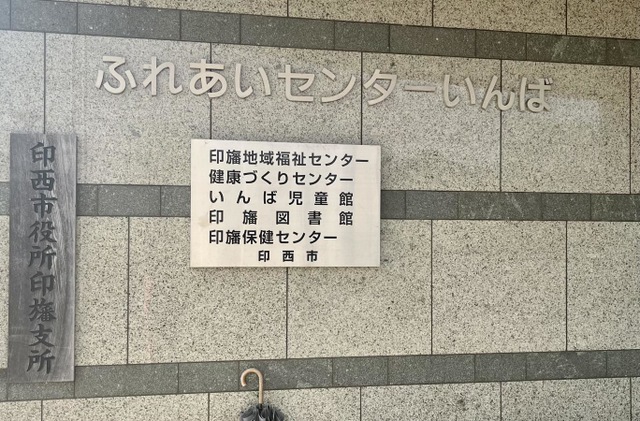 ふれあいセンターいんば
印旛地域福祉センター
健康づくりセンター
いんば児童館
印旛図書館
印旛保健センター
印西市
印西市役所印旛支所